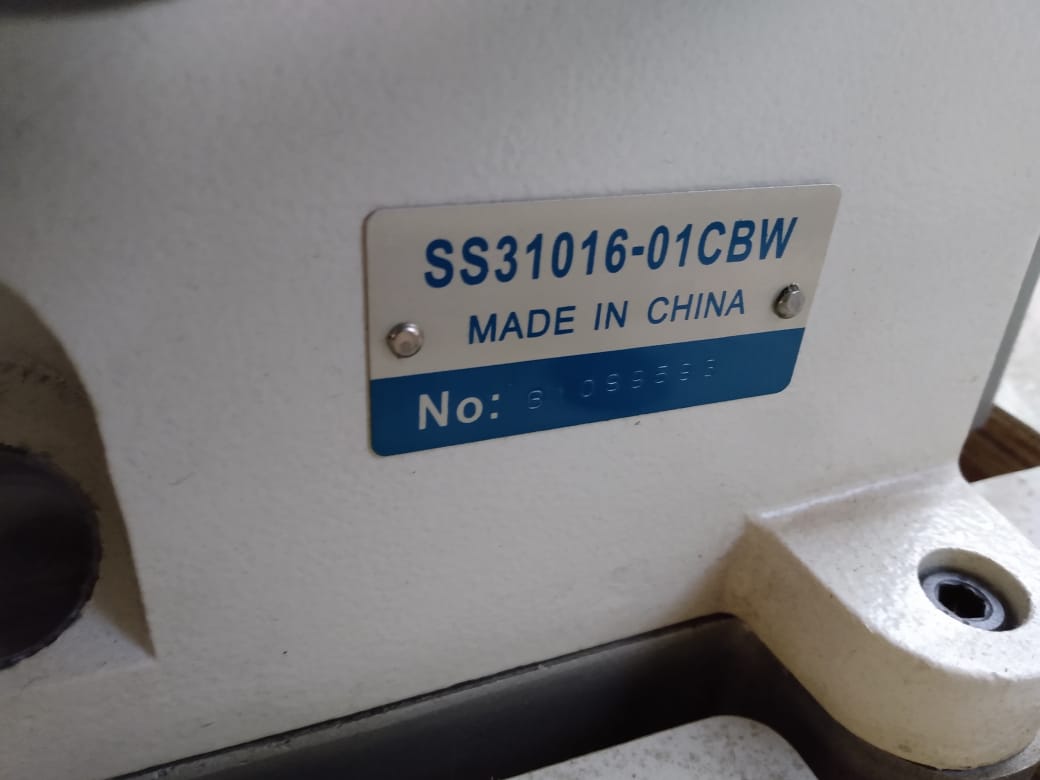 SS31016-01CBW
MADE IN CHINA
No: